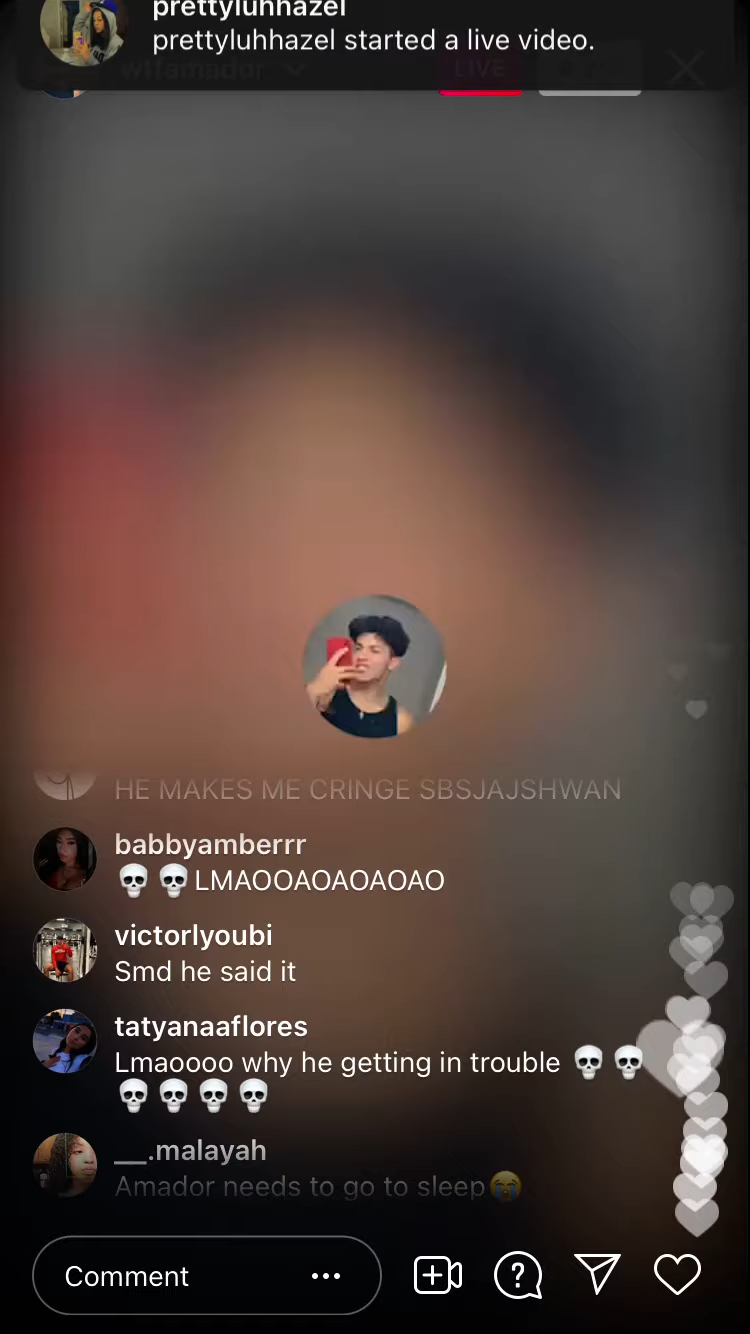 prettyluhhazel
prettyluhhazel started a live video.
wtfamador
LIVE
HE MAKES ME CRINGE SBSJAJSHWAN
babbyamberrr
💀💀LMAOOAOAOAOAO
victorlyoubi
Smd he said it
tatyanaaflores
Lmaoooo why he getting in trouble 💀💀
💀💀💀💀
__.malayah
Amador needs to go to sleep😭
Comment